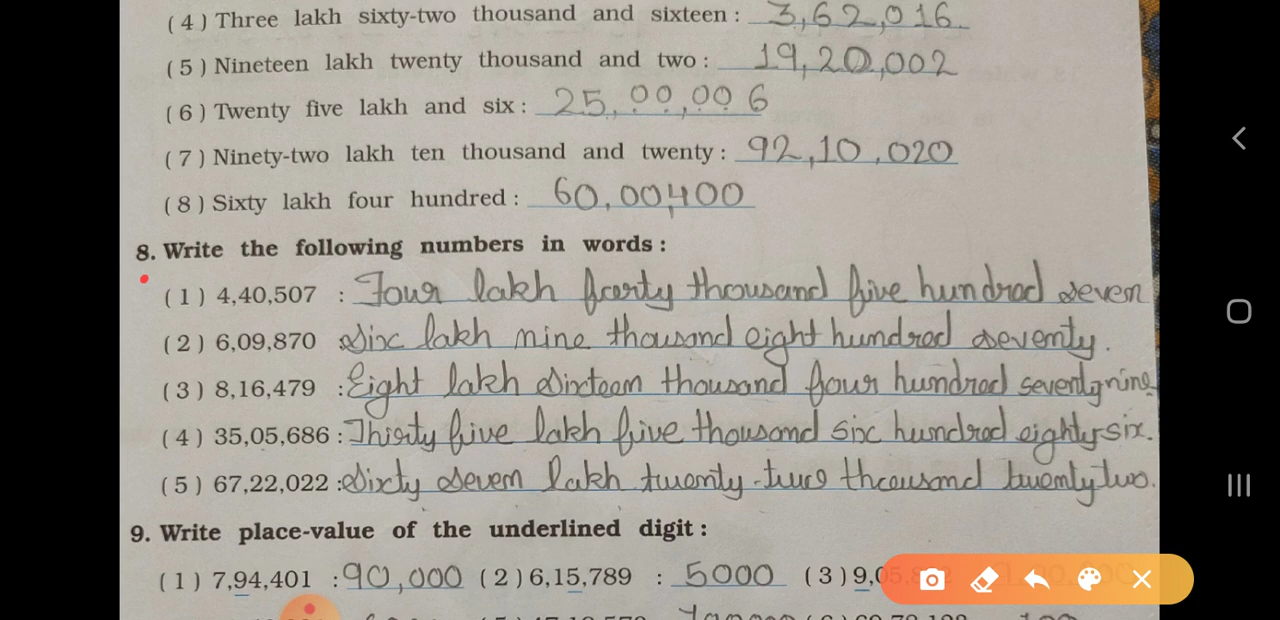 (4) Three lakh sixty-two thousand and sixteen : 3,62,016
(5) Nineteen lakh twenty thousand and two : 19,20,002
(6) Twenty five lakh and six : 25,00,006
(7) Ninety-two lakh ten thousand and twenty : 92,10,020
(8) Sixty lakh four hundred : 60,00,400
8. Write the following numbers in words :
(1) 4,40,507 : Four lakh forty thousand five hundred seven
(2) 6,09,870 Six lakh nine thousand eight hundred seventy.
(3) 8,16,479 : Eight lakh sixteen thousand four hundred seventy nine
(4) 35,05,686 : Thirty five lakh five thousand six hundred eighty six.
(5) 67,22,022 : Sixty seven lakh twenty-two thousand twenty two.
9. Write place-value of the underlined digit :
(1) 7,94,401 : 90,000 (2) 6,15,789 : 5000 (3)